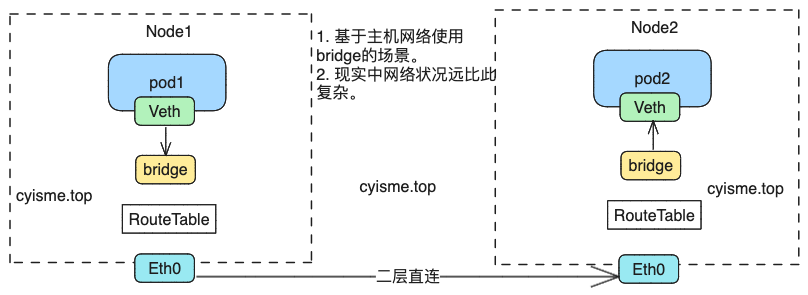 Node1
pod1
Veth
bridge
cyisme.top
RouteTable
Eth0
1. 基于主机网络使用
bridge的场景。
2. 现实中网络状况远比此
复杂。
cyisme.top
二层直连
Node2
pod2
Veth
bridge
cyisme.top
RouteTable
Eth0